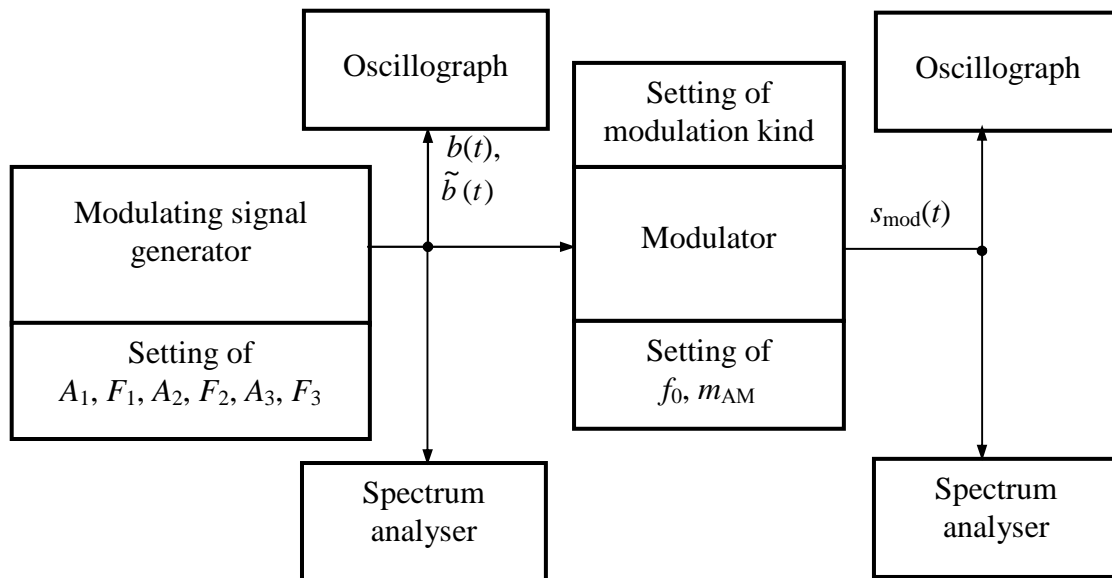 Oscillograph
Oscillograph
Setting of
modulation kind
b(t),
b̃(t)
Modulating signal
generator
Modulator
s_mod(t)
Setting of
A₁, F₁, A₂, F₂, A₃, F₃
Setting of
f₀, m_AM
Spectrum
analyser
Spectrum
analyser